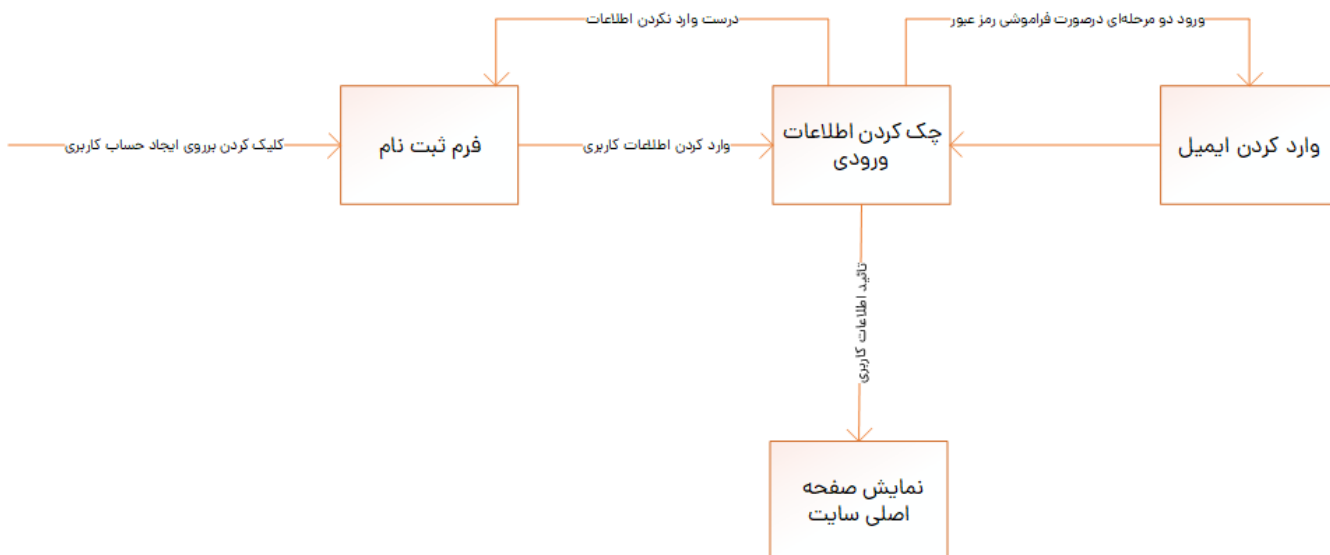 درست وارد نکردن اطلاعات
ورود دو مرحله‌ای درصورت فراموشی رمز عبور
کلیک کردن برروی ایجاد حساب کاربری
فرم ثبت نام
وارد کردن اطلاعات کاربری
چک کردن اطلاعات
ورودی
وارد کردن ایمیل
تائید اطلاعات کاربری
نمایش صفحه
اصلی سایت